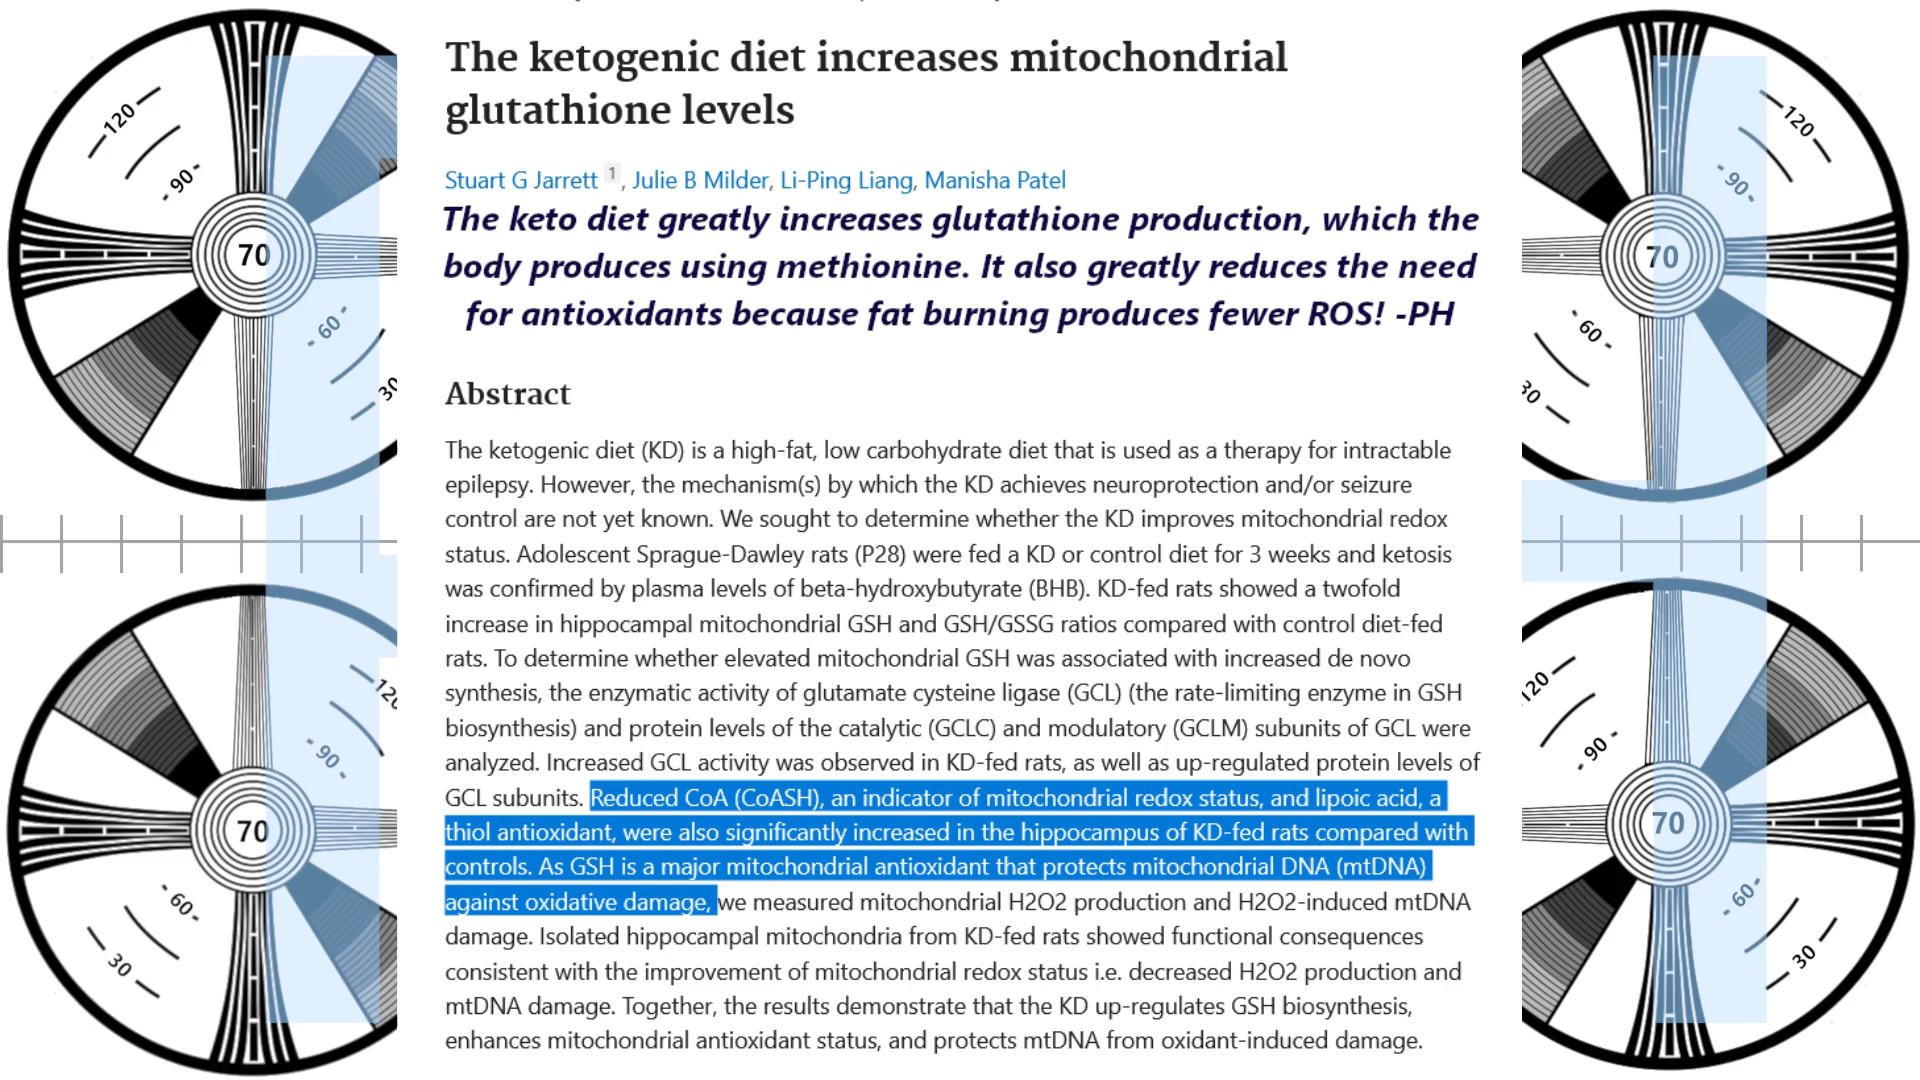 The ketogenic diet increases mitochondrial
glutathione levels
Stuart G Jarrett 1, Julie B Milder, Li-Ping Liang, Manisha Patel
The keto diet greatly increases glutathione production, which the
body produces using methionine. It also greatly reduces the need
for antioxidants because fat burning produces fewer ROS! -PH
Abstract
The ketogenic diet (KD) is a high-fat, low carbohydrate diet that is used as a therapy for intractable
epilepsy. However, the mechanism(s) by which the KD achieves neuroprotection and/or seizure
control are not yet known. We sought to determine whether the KD improves mitochondrial redox
status. Adolescent Sprague-Dawley rats (P28) were fed a KD or control diet for 3 weeks and ketosis
was confirmed by plasma levels of beta-hydroxybutyrate (BHB). KD-fed rats showed a twofold
increase in hippocampal mitochondrial GSH and GSH/GSSG ratios compared with control diet-fed
rats. To determine whether elevated mitochondrial GSH was associated with increased de novo
synthesis, the enzymatic activity of glutamate cysteine ligase (GCL) (the rate-limiting enzyme in GSH
biosynthesis) and protein levels of the catalytic (GCLC) and modulatory (GCLM) subunits of GCL were
analyzed. Increased GCL activity was observed in KD-fed rats, as well as up-regulated protein levels of
GCL subunits. Reduced CoA (CoASH), an indicator of mitochondrial redox status, and lipoic acid, a
thiol antioxidant, were also significantly increased in the hippocampus of KD-fed rats compared with
controls. As GSH is a major mitochondrial antioxidant that protects mitochondrial DNA (mtDNA)
against oxidative damage, we measured mitochondrial H2O2 production and H2O2-induced mtDNA
damage. Isolated hippocampal mitochondria from KD-fed rats showed functional consequences
consistent with the improvement of mitochondrial redox status i.e. decreased H2O2 production and
mtDNA damage. Together, the results demonstrate that the KD up-regulates GSH biosynthesis,
enhances mitochondrial antioxidant status, and protects mtDNA from oxidant-induced damage.
120
- 90 -
70
- 60 -
30
120
- 90 -
70
- 60 -
30
120
- 90 -
70
- 60 -
30
120
- 90 -
70
- 60 -
30